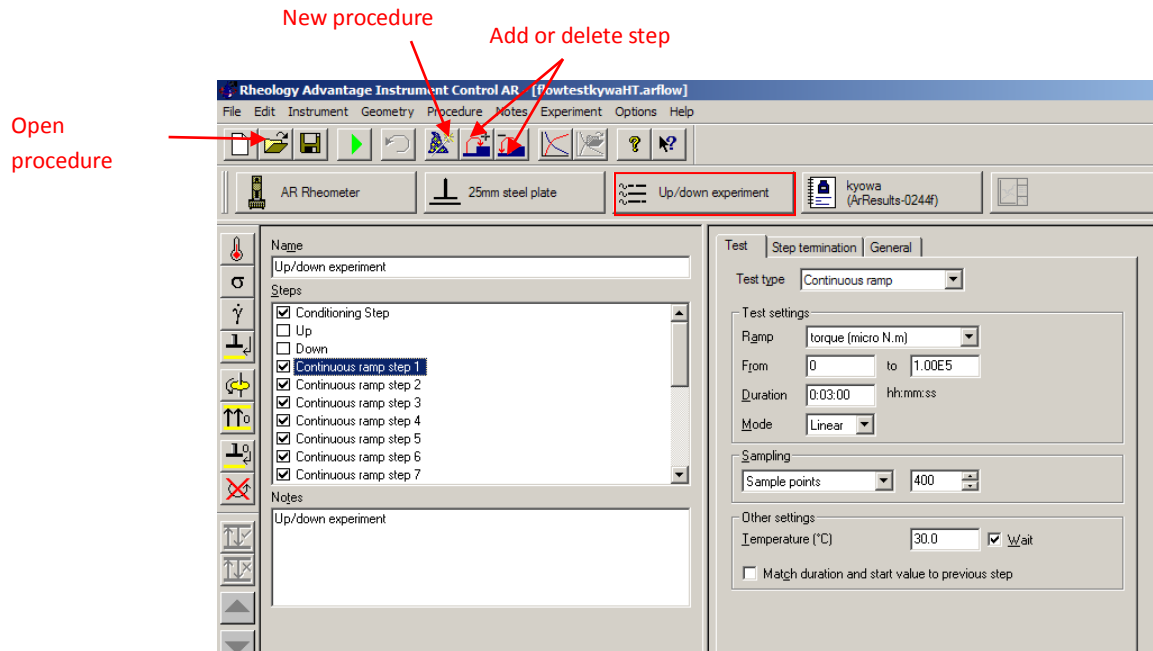 New procedure
Add or delete step
Open
procedure
Rheology Advantage Instrument Control AR - [flowtestkywaHT.arflow]
File Edit Instrument Geometry Procedure Notes Experiment Options Help
AR Rheometer
25mm steel plate
Up/down experiment
kyowa
(ArResults-0244f)
Name
Up/down experiment
Steps
Conditioning Step
Up
Down
Continuous ramp step 1
Continuous ramp step 2
Continuous ramp step 3
Continuous ramp step 4
Continuous ramp step 5
Continuous ramp step 6
Continuous ramp step 7
Notes
Up/down experiment
Test Step termination General
Test type Continuous ramp
Test settings
Ramp torque (micro N.m)
From 0 to 1.00E5
Duration 0:03:00 hh:mm:ss
Mode Linear
Sampling
Sample points 400
Other settings
Temperature (°C) 30.0 Wait
Match duration and start value to previous step